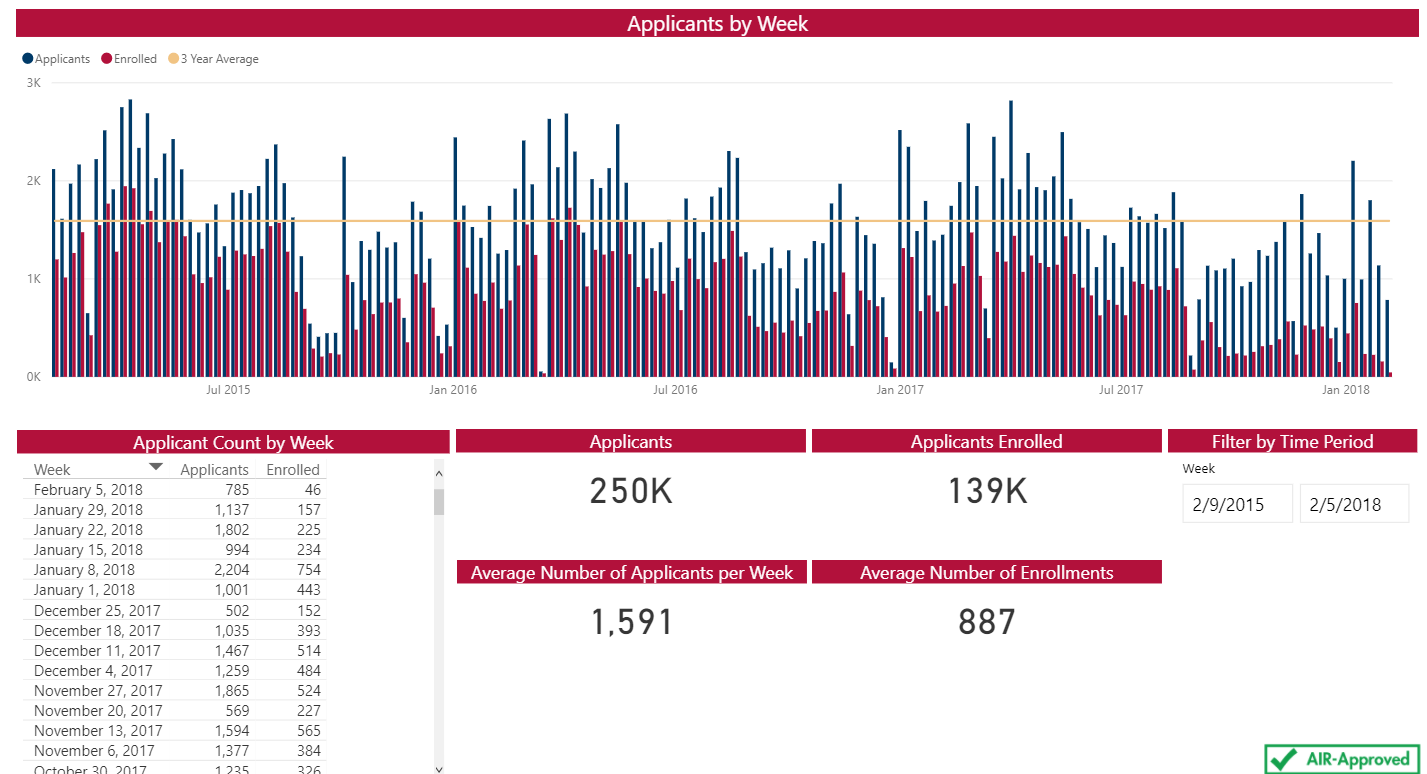 Applicants by Week
Applicants Enrolled 3 Year Average
3K
2K
1K
0K
Jul 2015 Jan 2016 Jul 2016 Jan 2017 Jul 2017 Jan 2018
Applicant Count by Week
Week Applicants Enrolled
February 5, 2018 785 46
January 29, 2018 1,137 157
January 22, 2018 1,802 225
January 15, 2018 994 234
January 8, 2018 2,204 754
January 1, 2018 1,001 443
December 25, 2017 502 152
December 18, 2017 1,035 393
December 11, 2017 1,467 514
December 4, 2017 1,259 484
November 27, 2017 1,865 524
November 20, 2017 569 227
November 13, 2017 1,594 565
November 6, 2017 1,377 384
October 30, 2017 1,235 326
Applicants
250K
Applicants Enrolled
139K
Filter by Time Period
Week
2/9/2015 2/5/2018
Average Number of Applicants per Week
1,591
Average Number of Enrollments
887
AIR-Approved